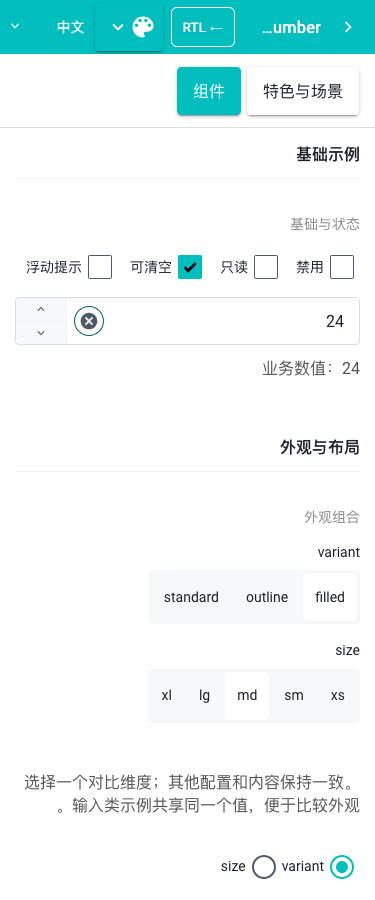 ...umber
RTL ←
中文
特色与场景
组件
基础示例
基础与状态
禁用
只读
可清空
浮动提示
24
业务数值：24
外观与布局
外观组合
variant
filled
outline
standard
size
xs
sm
md
lg
xl
选择一个对比维度；其他配置和内容保持一致。
输入类示例共享同一个值，便于比较外观。
variant
size